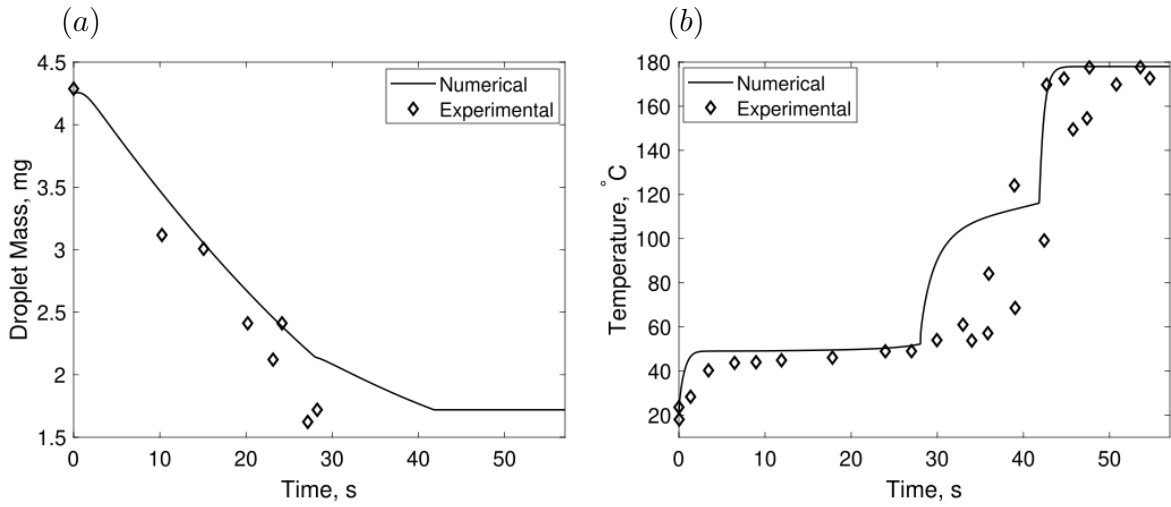 (a)
4.5
4
3.5
3
2.5
2
1.5
0 10 20 30 40 50
Droplet Mass, mg
Time, s
Numerical
Experimental
(b)
180
160
140
120
100
80
60
40
20
0 10 20 30 40 50
Temperature, °C
Time, s
Numerical
Experimental